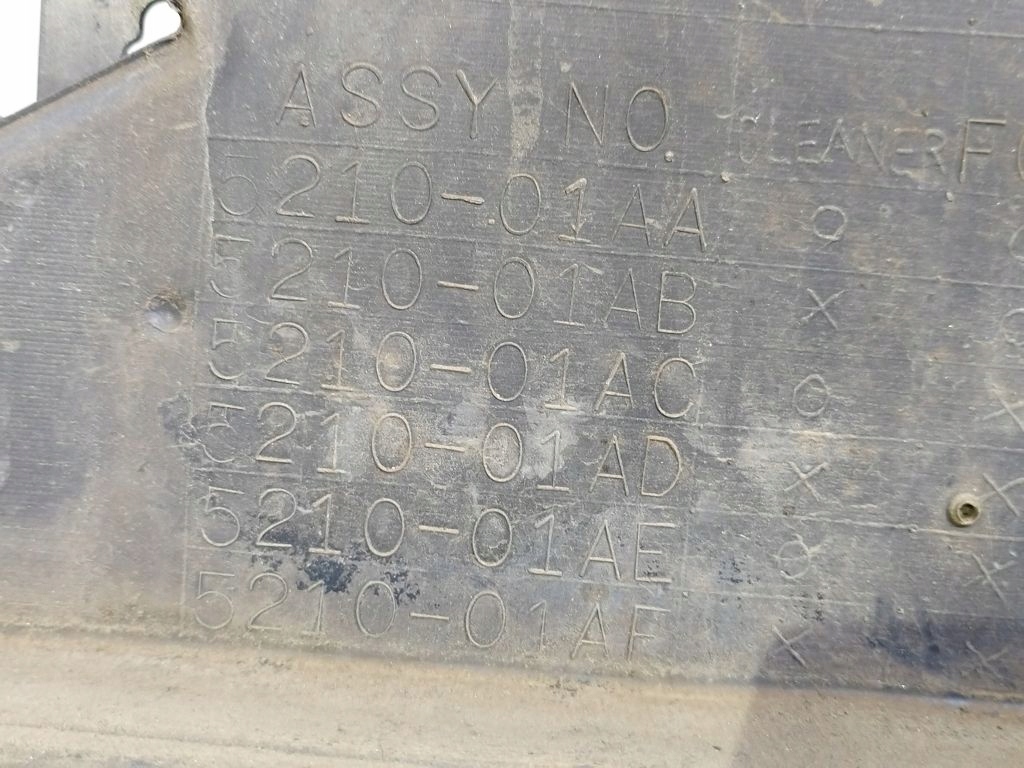 ASSY NO. CLEANER F
5210-01AA O O
5210-01AB X O
5210-01AC O X
5210-01AD X X
5210-01AE O X
5210-01AF X X